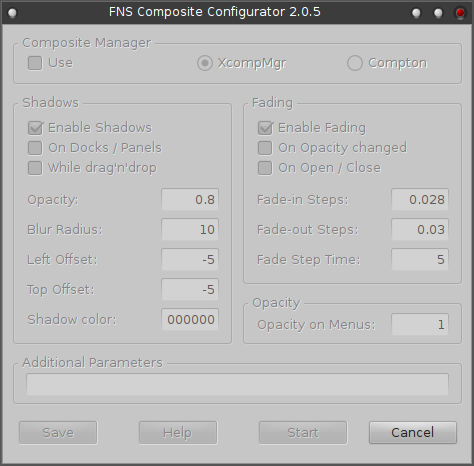 FNS Composite Configurator 2.0.5
Composite Manager
Use XcompMgr Compton
Shadows
Enable Shadows
On Docks / Panels
While drag'n'drop
Opacity: 0.8
Blur Radius: 10
Left Offset: -5
Top Offset: -5
Shadow color: 000000
Fading
Enable Fading
On Opacity changed
On Open / Close
Fade-in Steps: 0.028
Fade-out Steps: 0.03
Fade Step Time: 5
Opacity
Opacity on Menus: 1
Additional Parameters
Save Help Start Cancel